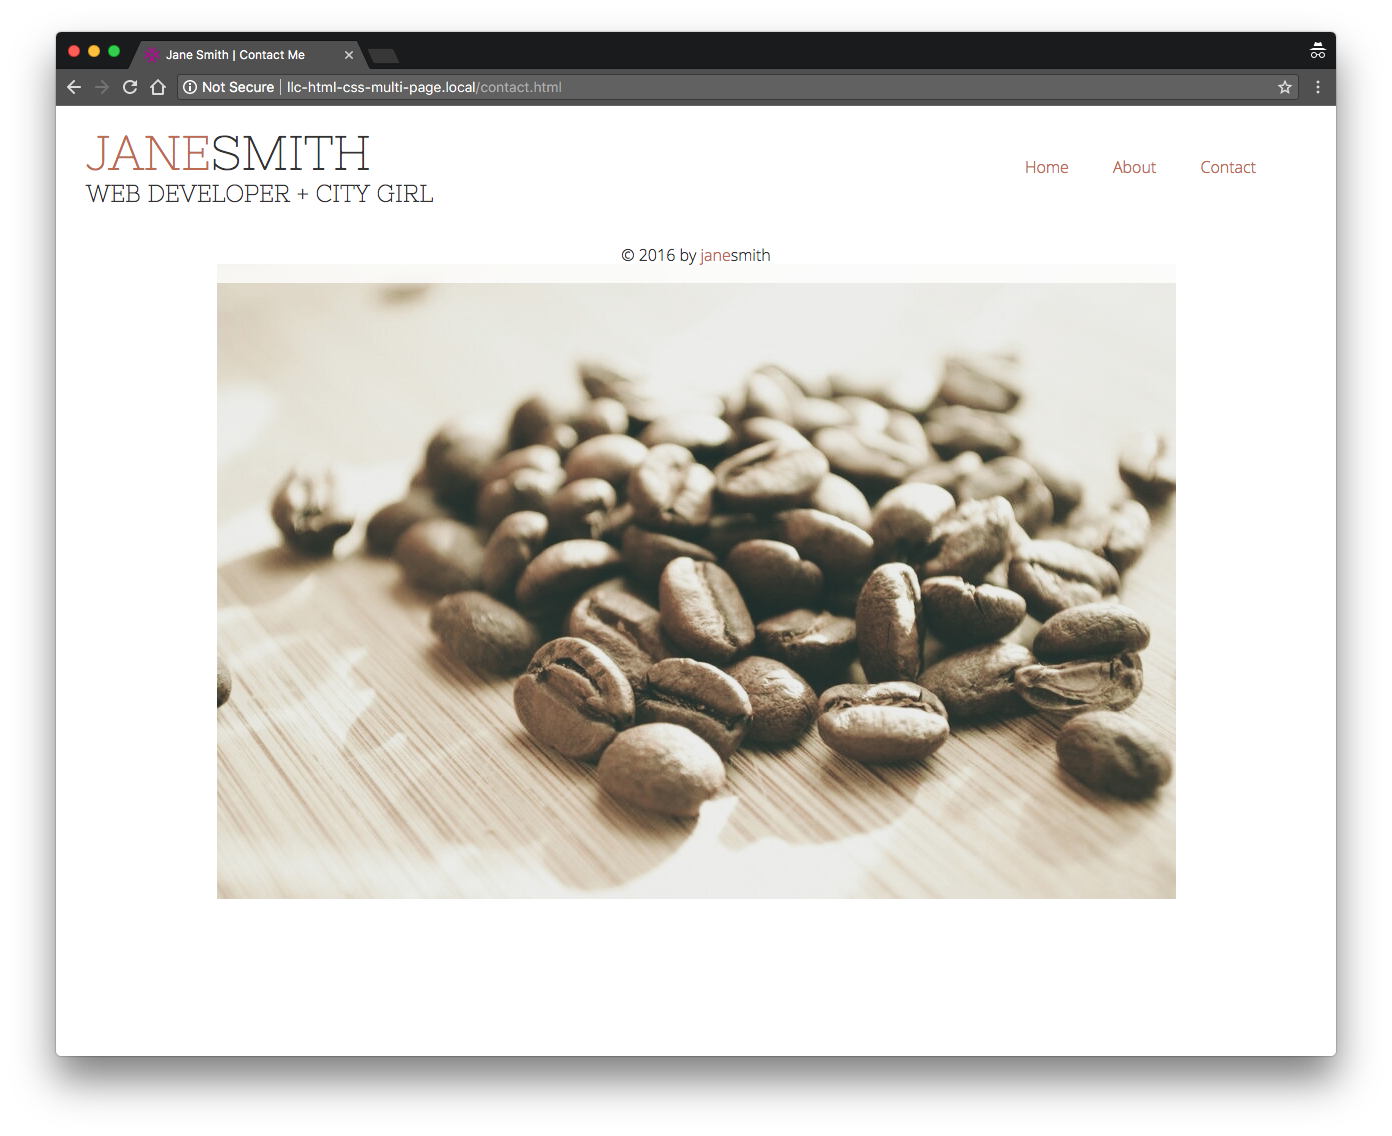 Jane Smith | Contact Me
Not Secure | llc-html-css-multi-page.local/contact.html
JANESMITH
WEB DEVELOPER + CITY GIRL
Home About Contact
© 2016 by janesmith